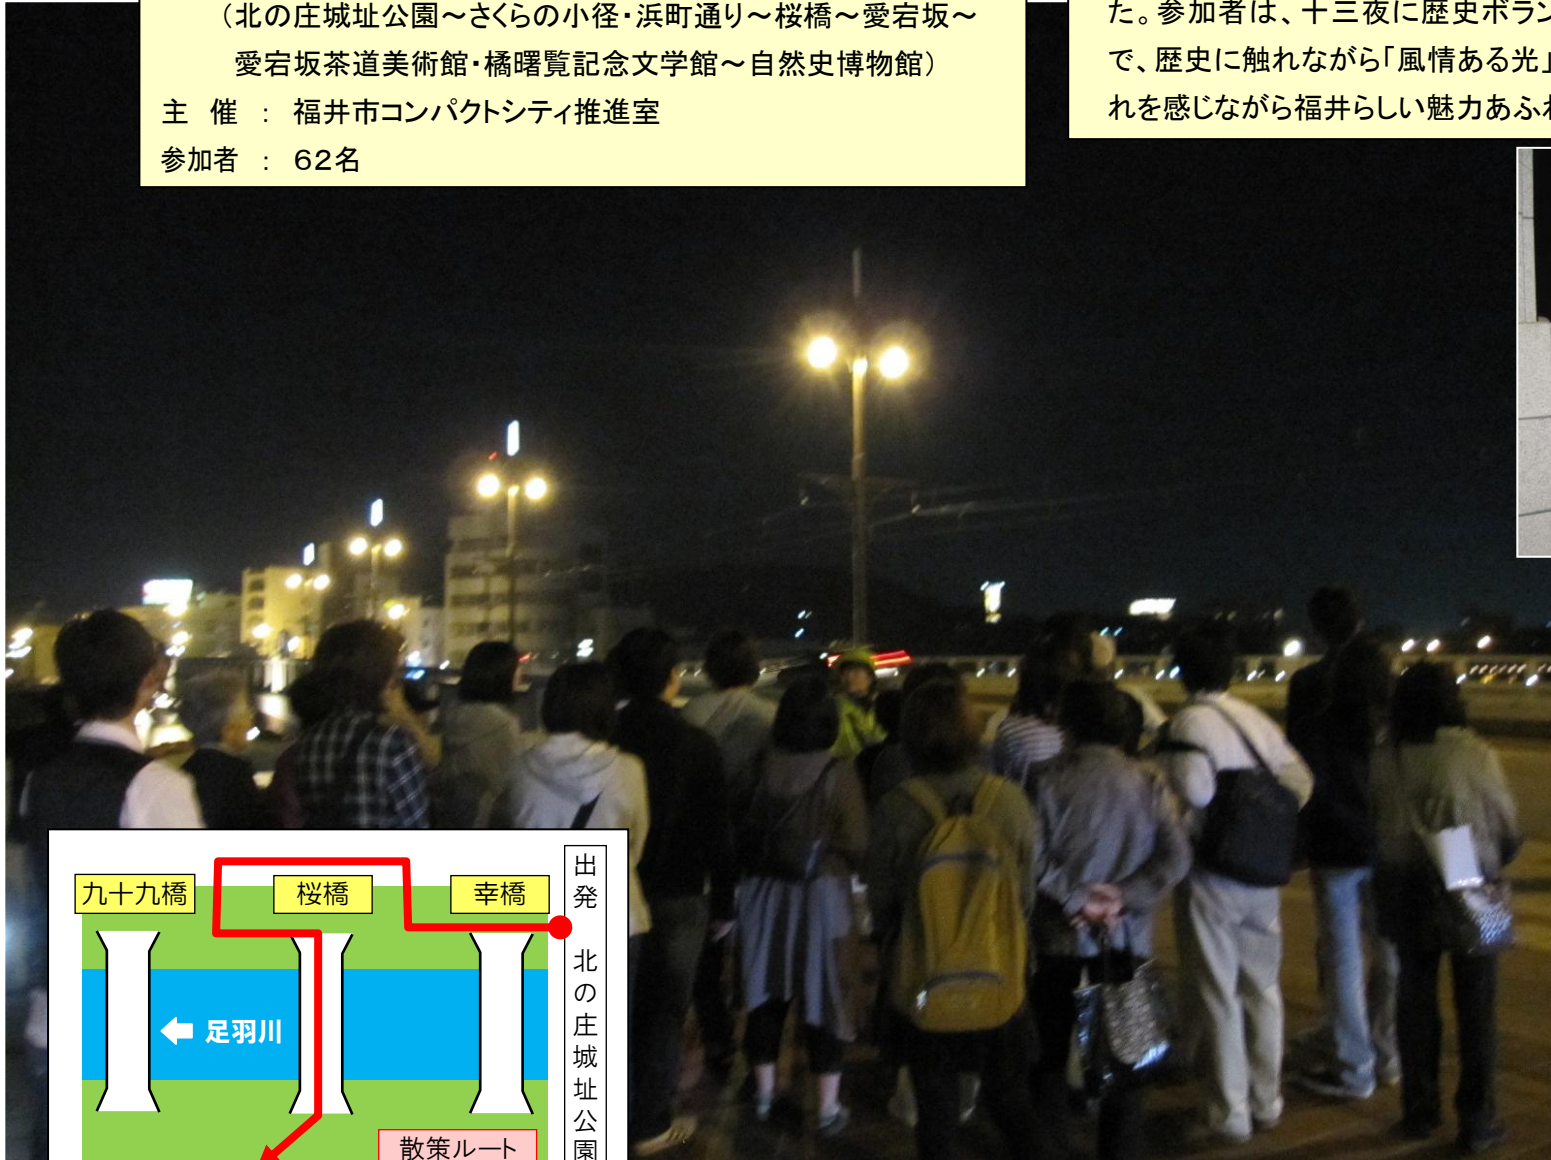 （北の庄城址公園～さくらの小径・浜町通り～桜橋～愛宕坂～
愛宕坂茶道美術館・橘曙覧記念文学館～自然史博物館）
主　催　：　福井市コンパクトシティ推進室
参加者　：　６２名
た。参加者は、十三夜に歴史ボラン
で、歴史に触れながら「風情ある光」
れを感じながら福井らしい魅力あふれ
九十九橋
桜橋
幸橋
出発　北の庄城址公園
足羽川
散策ルート